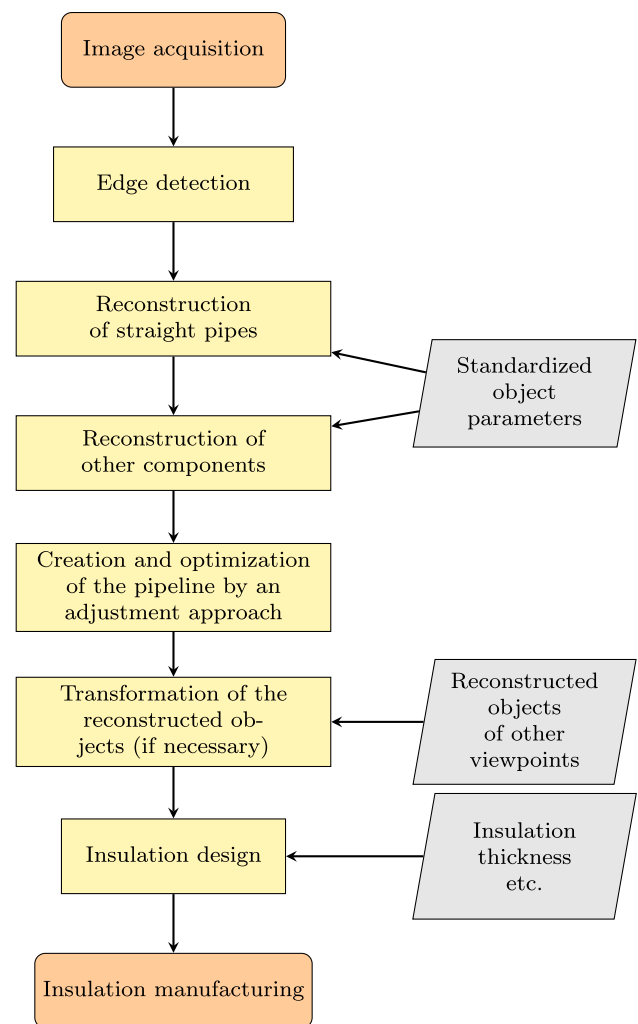 Image acquisition
Edge detection
Reconstruction
of straight pipes
Standardized
object
parameters
Reconstruction of
other components
Creation and optimization
of the pipeline by an
adjustment approach
Transformation of the
reconstructed ob-
jects (if necessary)
Reconstructed
objects
of other
viewpoints
Insulation design
Insulation
thickness
etc.
Insulation manufacturing